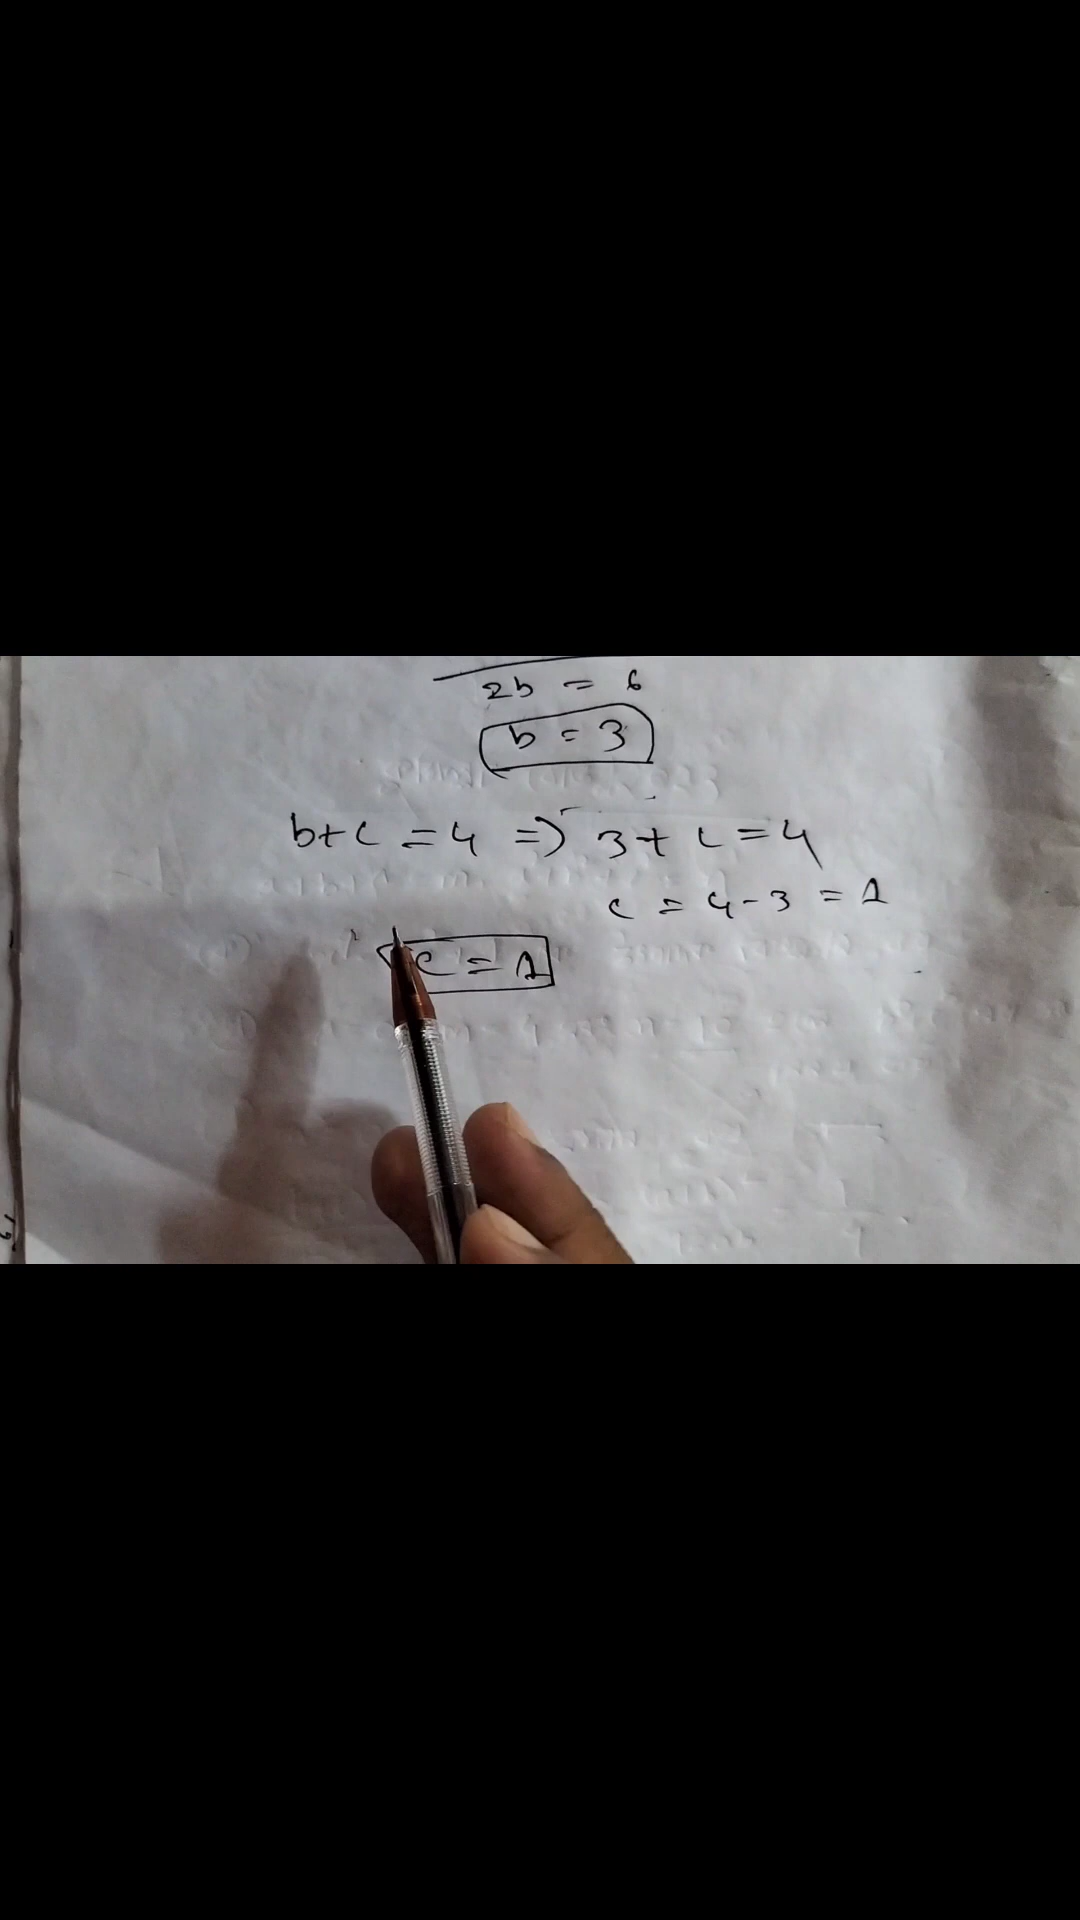 2b = 6
b = 3
b+c = 4 => 3 + c = 4
c = 4 - 3 = 1
c = 1